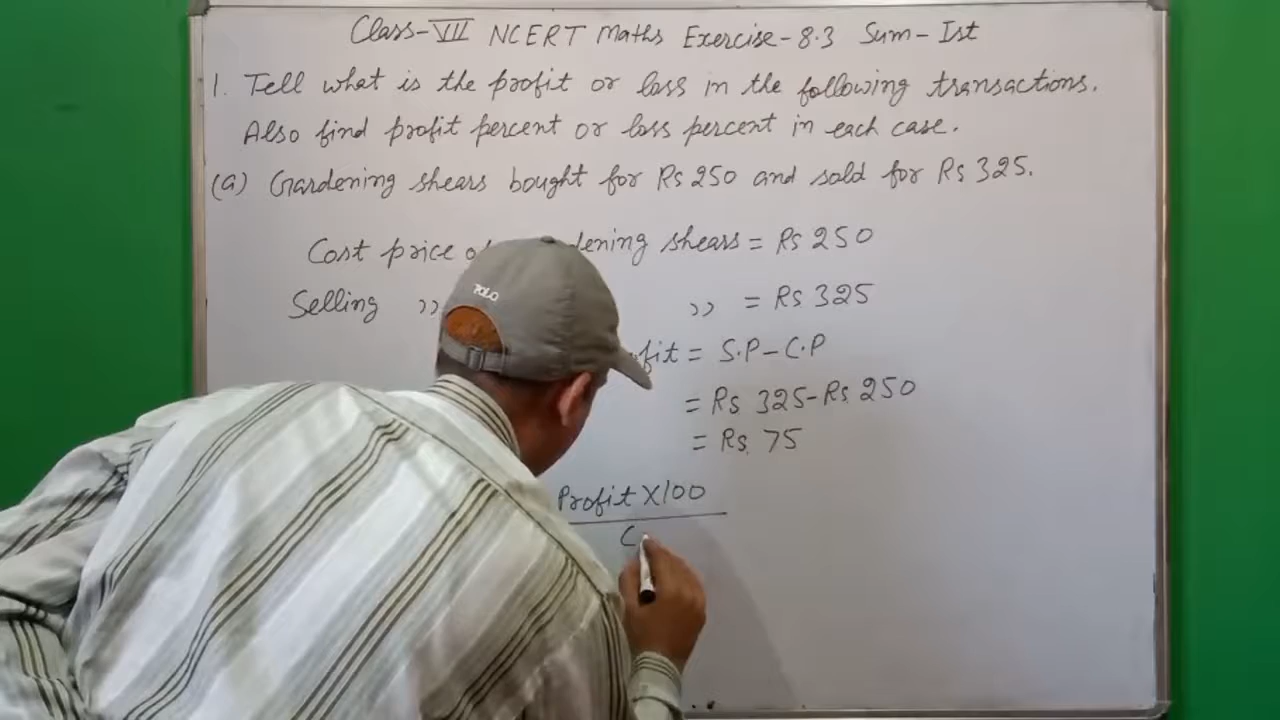 Class-VII NCERT Maths Exercise-8.3 Sum-Ist
1. Tell what is the profit or loss in the following transactions.
Also find profit percent or loss percent in each case.
(a) Gardening shears bought for Rs 250 and sold for Rs 325.
Cost price shears = Rs 250
Selling ,, ,, = Rs 325
= S.P-C.P
= Rs 325-Rs 250
= Rs. 75
Profit X100
C
POLO